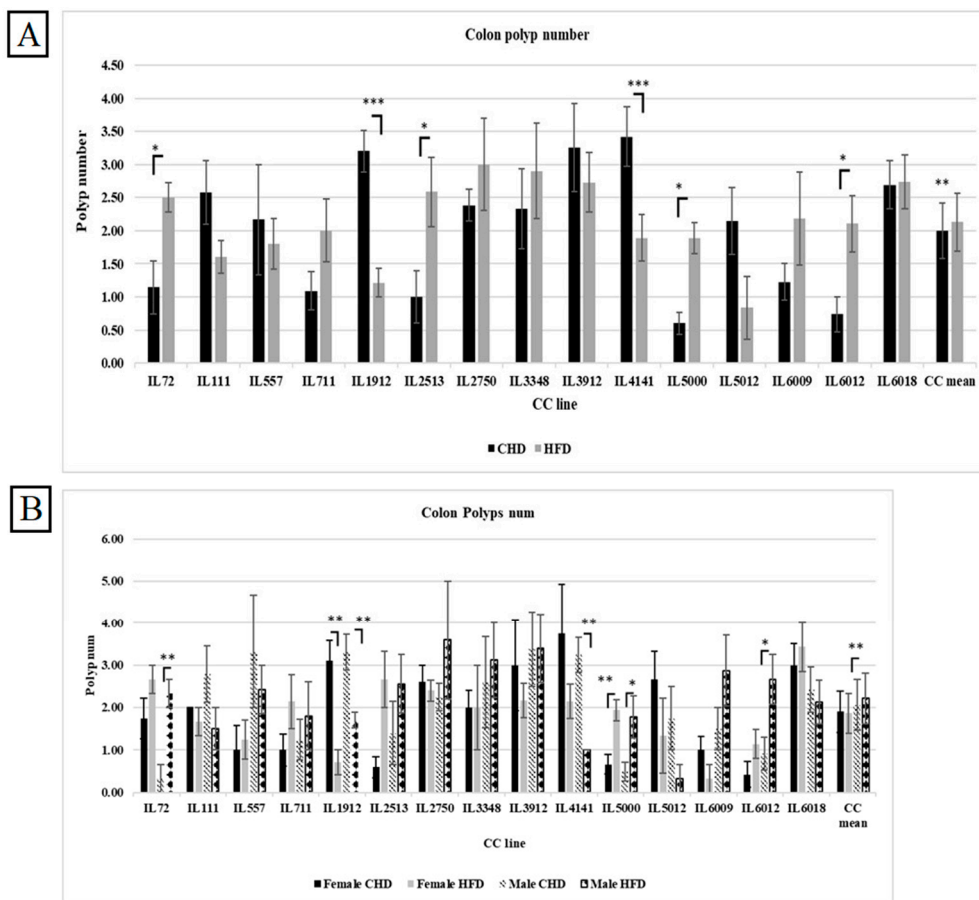 A
Colon polyp number
4.50
4.00
3.50
3.00
2.50
2.00
1.50
1.00
0.50
0.00
Polyp number
* *** * *** * * **
IL72 IL111 IL557 IL711 IL1912 IL2513 IL2750 IL3348 IL3912 IL4141 IL5000 IL5012 IL6009 IL6012 IL6018 CC mean
CC line
CHD HFD
B
Colon Polyps num
6.00
5.00
4.00
3.00
2.00
1.00
0.00
Polyp num
** ** ** ** ** * * **
IL72 IL111 IL557 IL711 IL1912 IL2513 IL2750 IL3348 IL3912 IL4141 IL5000 IL5012 IL6009 IL6012 IL6018 CC
mean
CC line
Female CHD Female HFD Male CHD Male HFD